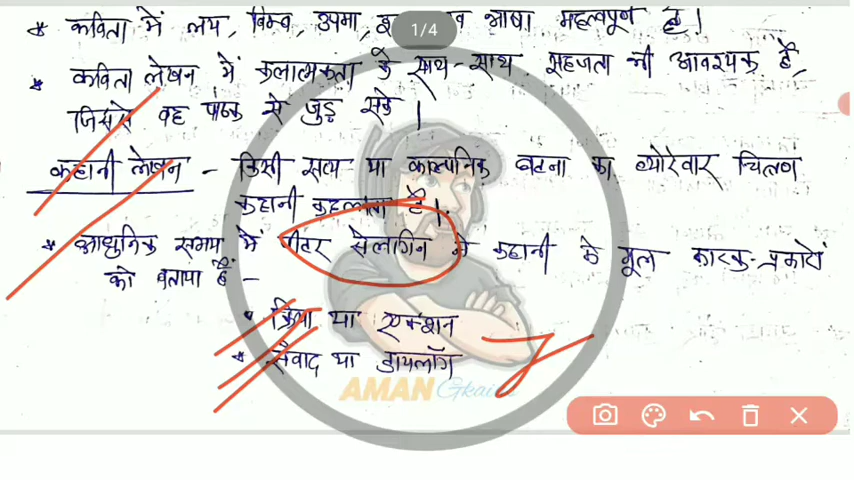 * कविता में लय, बिम्ब, उपमा, व भाषा महत्वपूर्ण है।
1/4
* कविता लेखन में कलात्मकता के साथ-साथ सहजता भी आवश्यक है,
जिससे वह पाठक से जुड़ सके।
कहानी लेखन - किसी सत्य या काल्पनिक घटना का ब्योरेवार चित्रण
कहानी कहलाता है।
* आधुनिक समय में पीटर सेलागिन ने कहानी के मूल कारक-प्रकारों
को बताया है -
* क्रिया या एक्शन
* संवाद या डायलॉग
AMAN Gkai